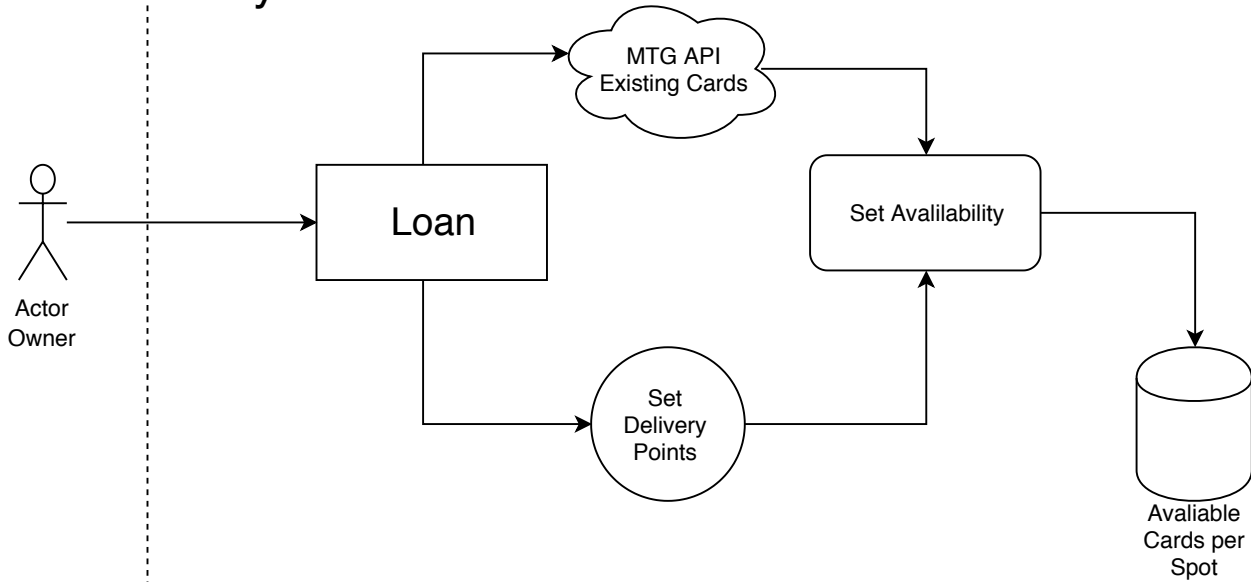 MTG API
Existing Cards
Loan
Set Avalilability
Actor
Owner
Set
Delivery
Points
Avaliable
Cards per
Spot